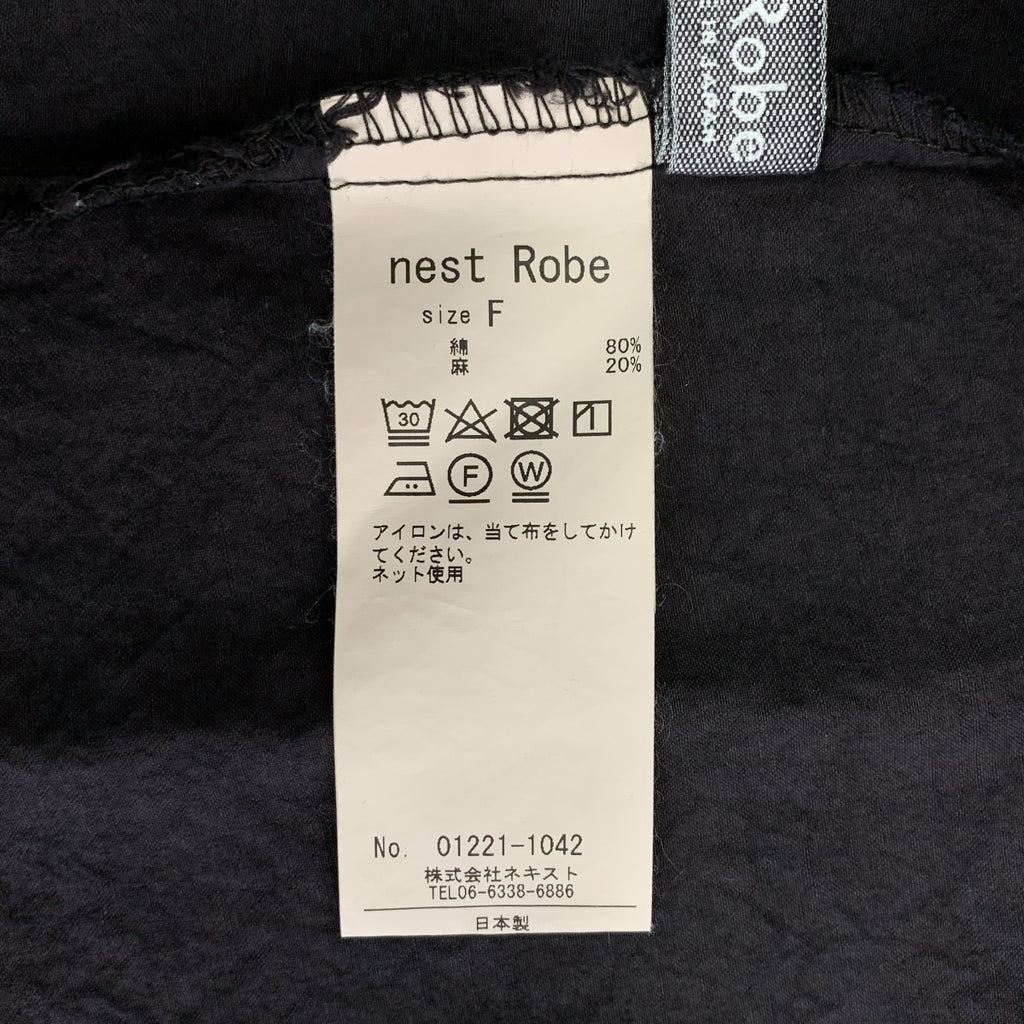 Robe
nest Robe
size F
綿 80%
麻 20%
30
F
W
アイロンは、当て布をしてかけ
てください。
ネット使用
No. 01221-1042
株式会社ネキスト
TEL06-6338-6886
日本製